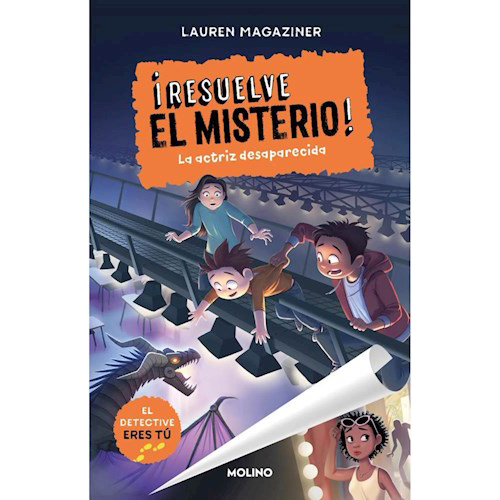 LAUREN MAGAZINER
¡RESUELVE
EL MISTERIO!
La actriz desaparecida
EL
DETECTIVE
ERES TÚ
MOLINO